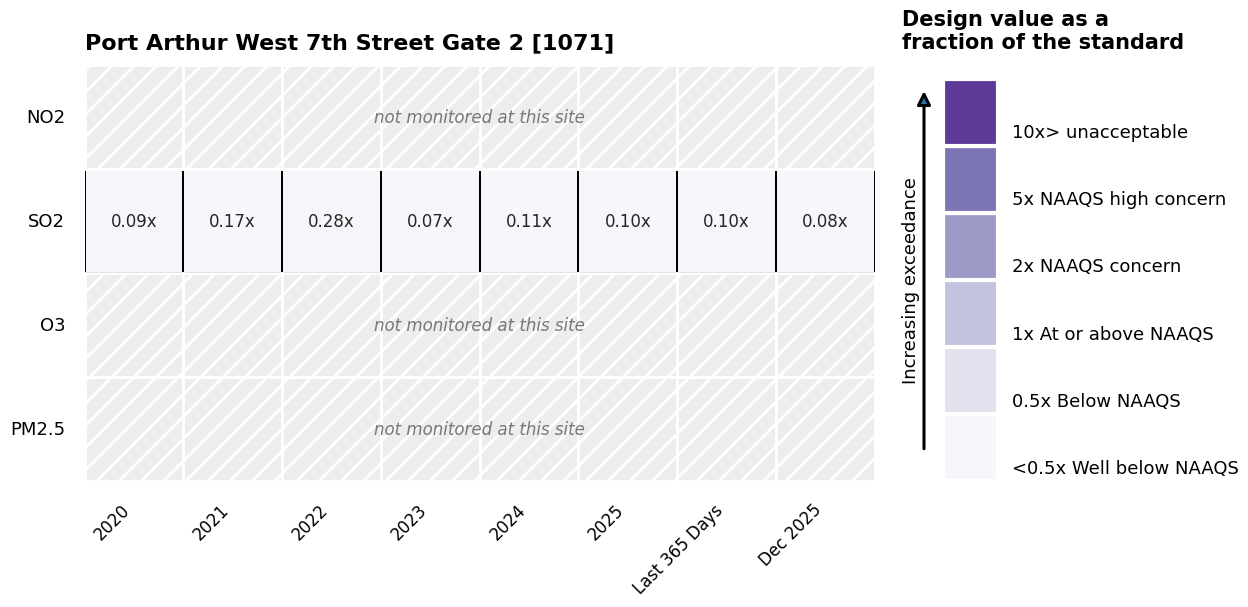 Port Arthur West 7th Street Gate 2 [1071]
Design value as a
fraction of the standard
NO2
not monitored at this site
SO2
0.09x 0.17x 0.28x 0.07x 0.11x 0.10x 0.10x 0.08x
O3
not monitored at this site
PM2.5
not monitored at this site
2020 2021 2022 2023 2024 2025 Last 365 Days Dec 2025
Increasing exceedance
10x> unacceptable
5x NAAQS high concern
2x NAAQS concern
1x At or above NAAQS
0.5x Below NAAQS
<0.5x Well below NAAQS